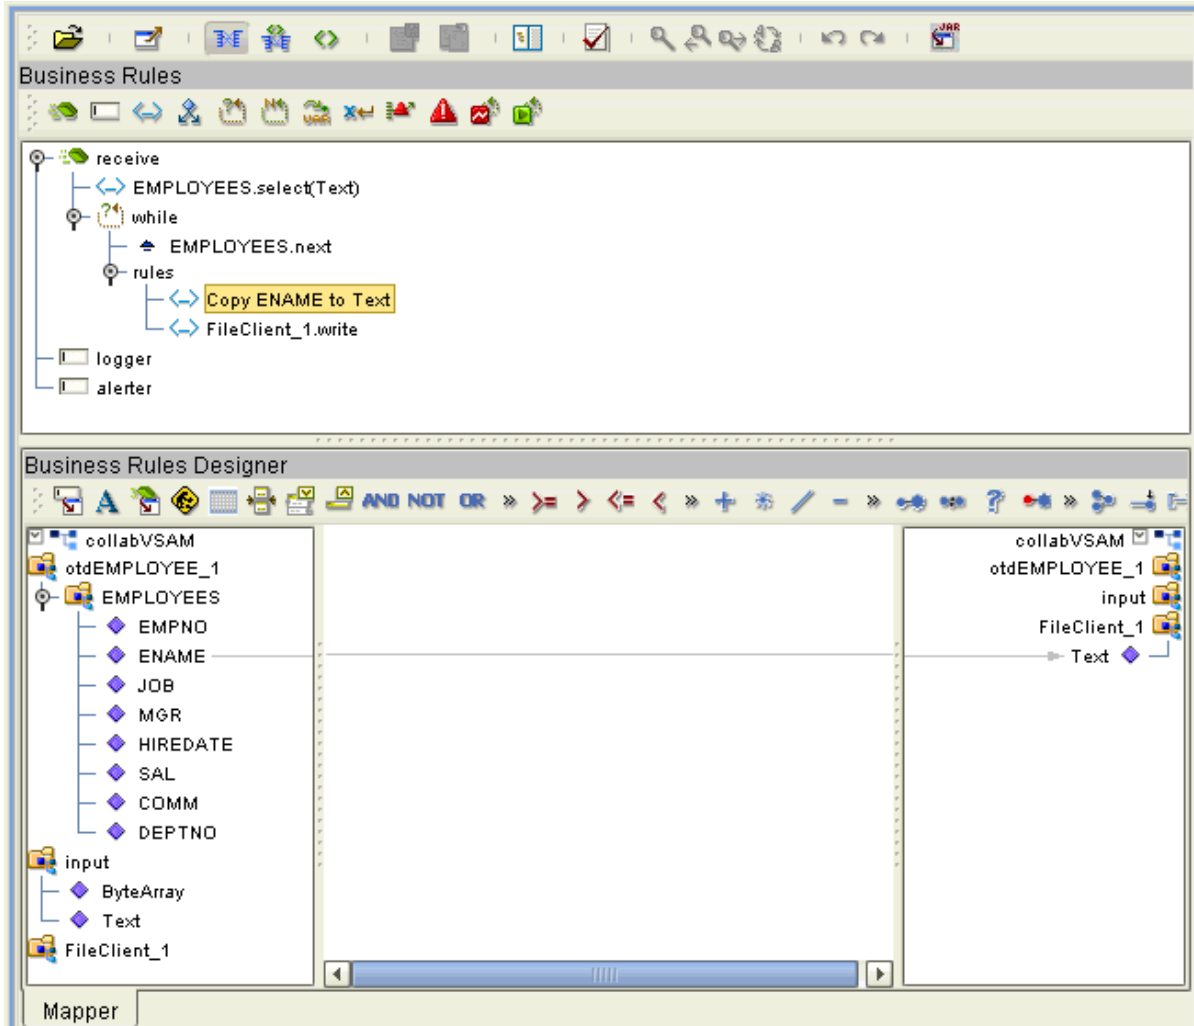 JAR
Business Rules
VAR
receive
EMPLOYEES.select(Text)
while
EMPLOYEES.next
rules
Copy ENAME to Text
FileClient_1.write
logger
alerter
Business Rules Designer
A AND NOT OR » >= > <= < » + / - » ? »
collabVSAM
otdEMPLOYEE_1
EMPLOYEES
EMPNO
ENAME
JOB
MGR
HIREDATE
SAL
COMM
DEPTNO
input
ByteArray
Text
FileClient_1
collabVSAM
otdEMPLOYEE_1
input
FileClient_1
Text
Mapper